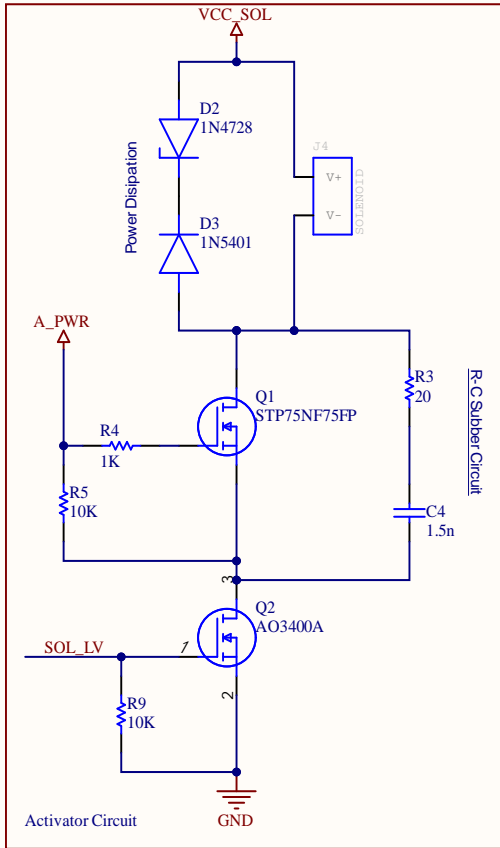 VCC_SOL
D2
1N4728
Power Disipation
D3
1N5401
J4
V+
V-
SOLENOID
A_PWR
Q1
STP75NF75FP
R4
1K
R5
10K
R3
20
R-C Subber Circuit
C4
1.5n
3
Q2
AO3400A
SOL_LV
1
2
R9
10K
GND
Activator Circuit